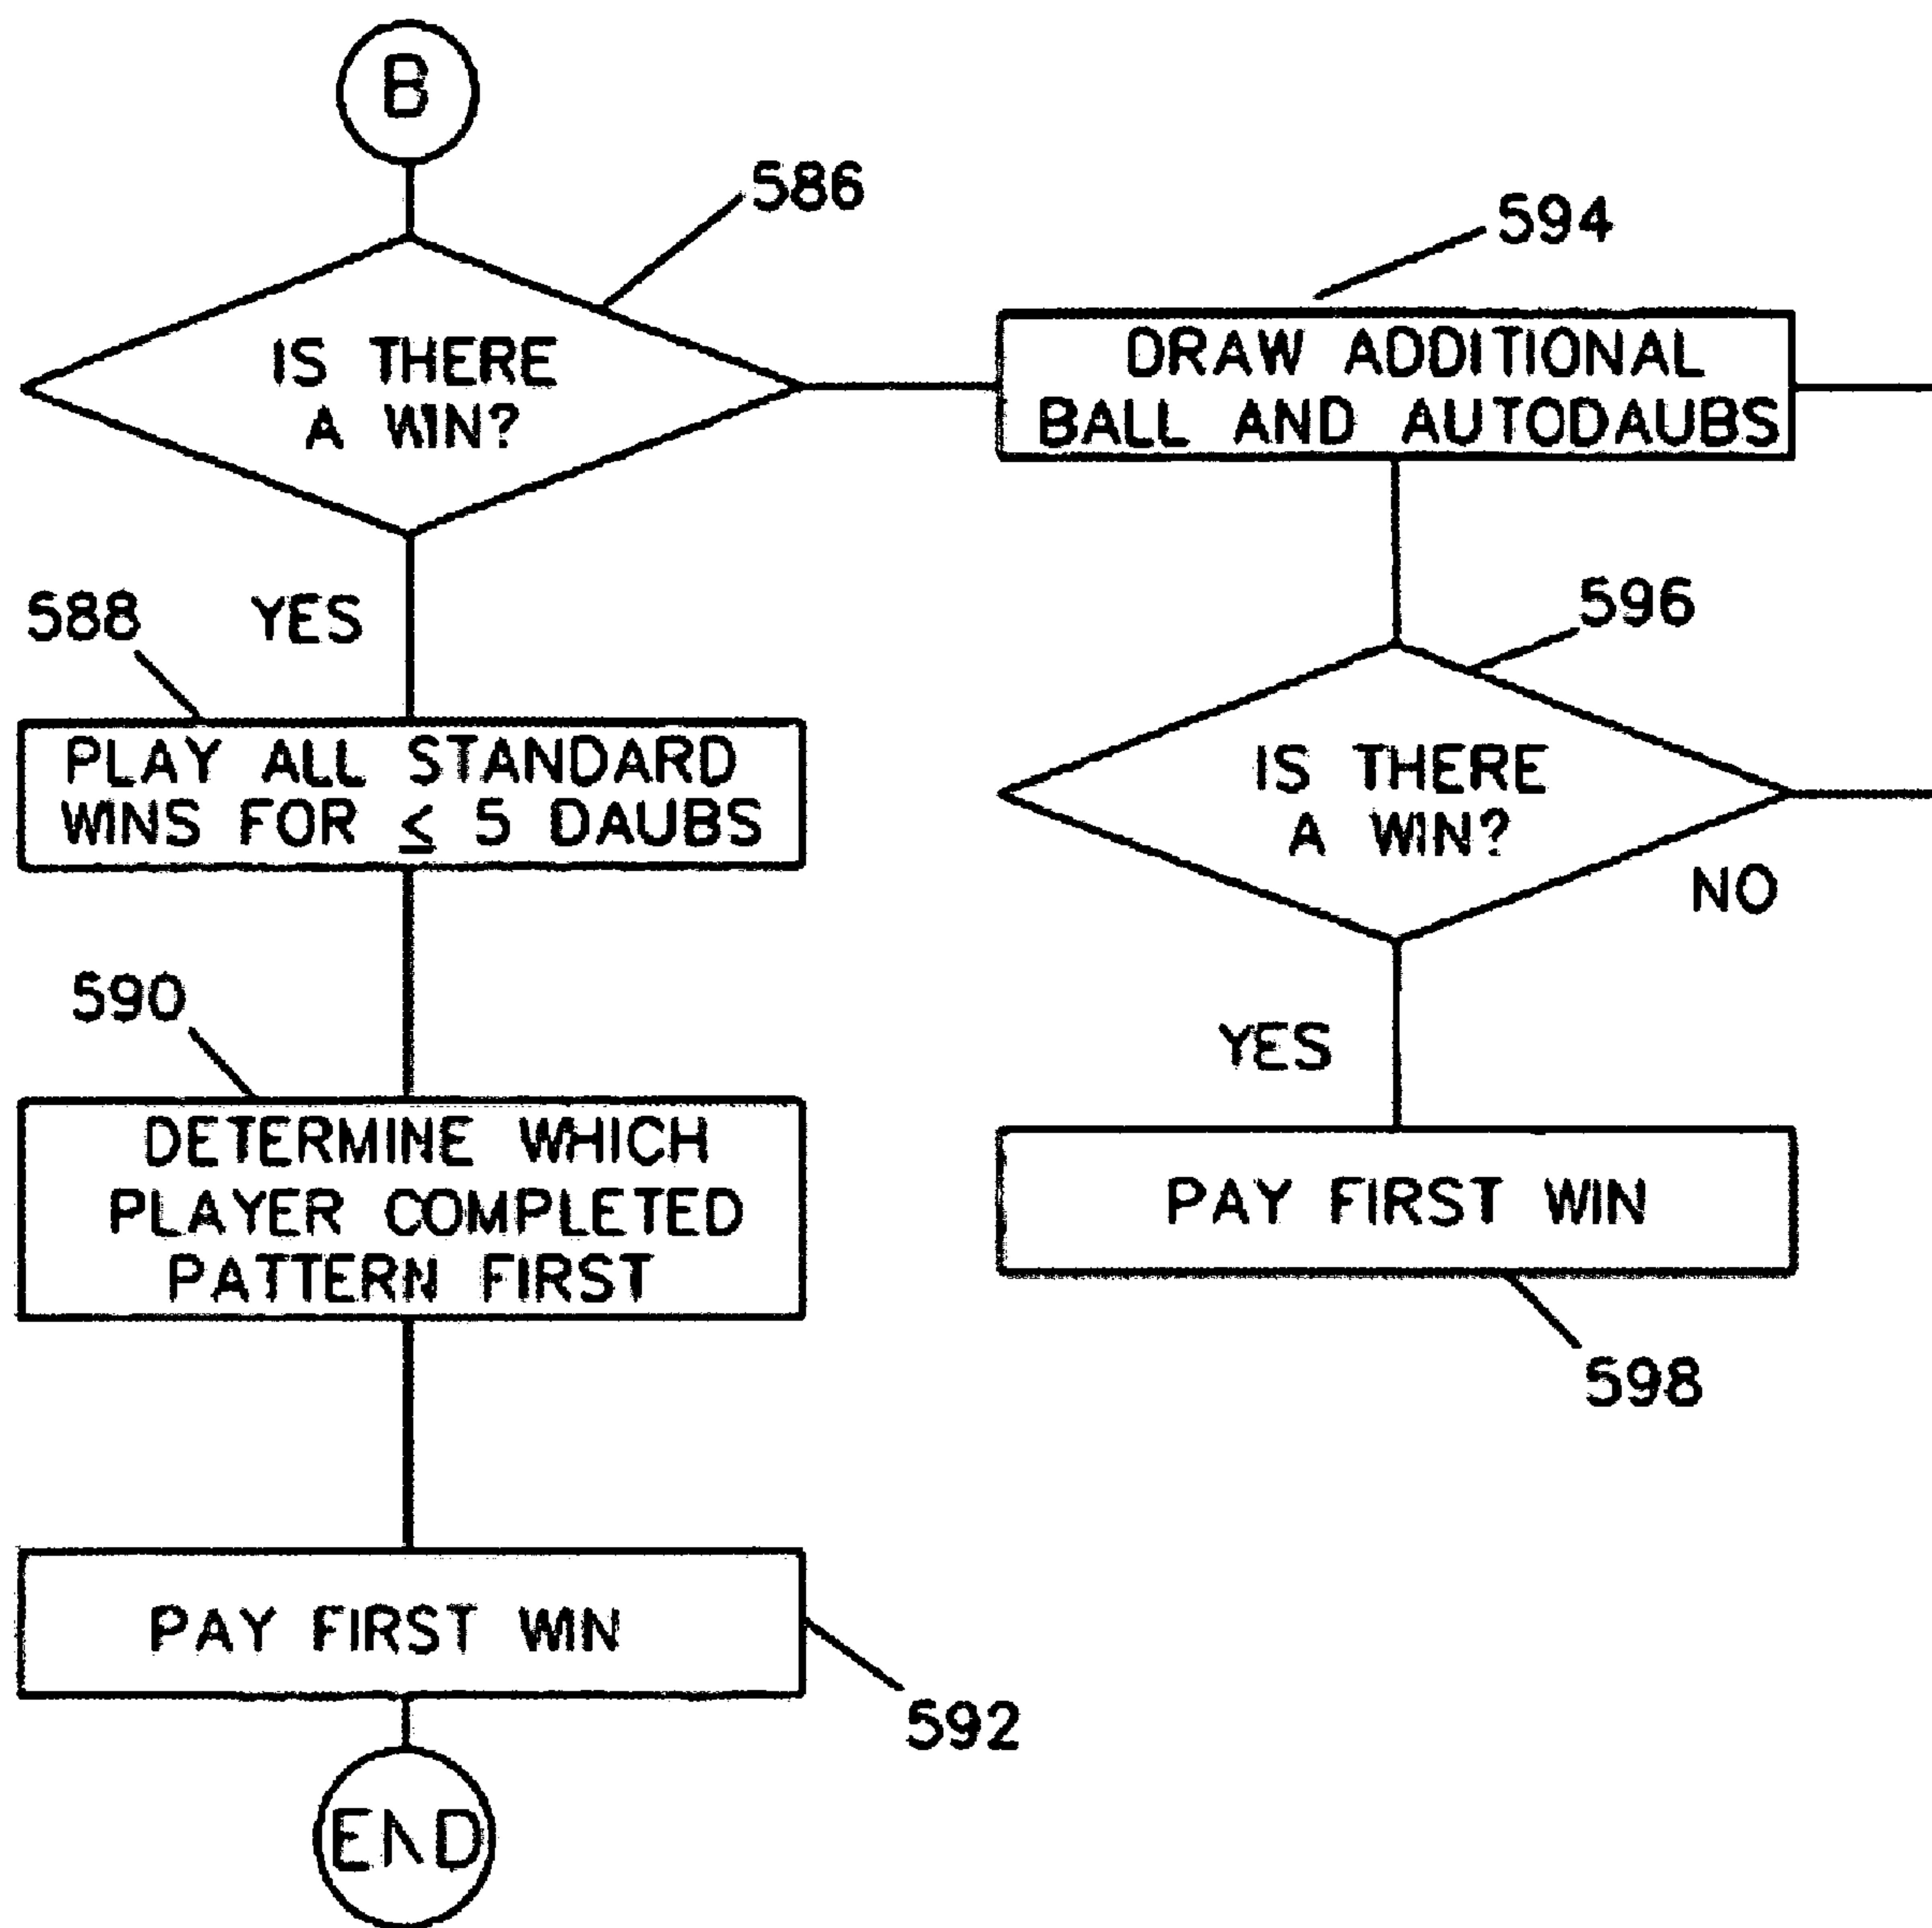 B
586
IS THERE
A WIN?
594
DRAW ADDITIONAL
BALL AND AUTODAUBS
588
YES
PLAY ALL STANDARD
WINS FOR ≤ 5 DAUBS
596
IS THERE
A WIN?
NO
YES
590
DETERMINE WHICH
PLAYER COMPLETED
PATTERN FIRST
PAY FIRST WIN
598
PAY FIRST WIN
592
END